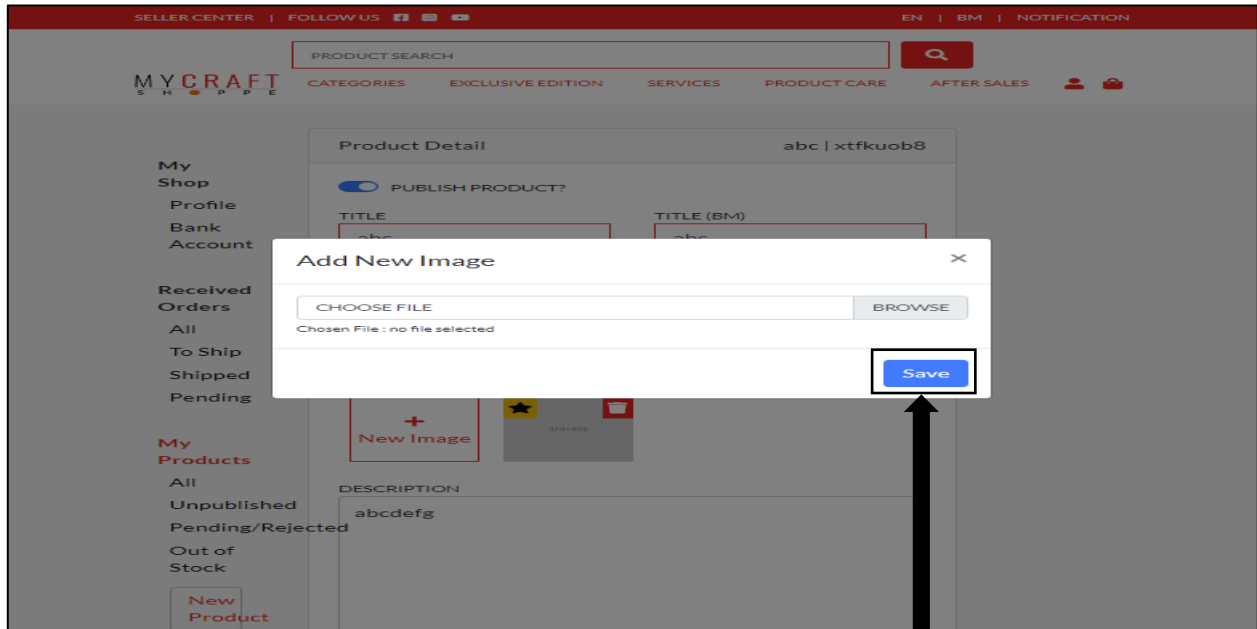 SELLER CENTER | FOLLOW US EN | BM | NOTIFICATION
PRODUCT SEARCH
MYCRAFT
SHOPPE
CATEGORIES EXCLUSIVE EDITION SERVICES PRODUCT CARE AFTER SALES
Product Detail abc | xtfkuob8
My
Shop
PUBLISH PRODUCT?
Profile
TITLE TITLE (BM)
Bank
Account
abc abc
Add New Image ×
Received
Orders
CHOOSE FILE BROWSE
All
Chosen File : no file selected
To Ship
Shipped
Save
Pending
+
New Image
My
Products
All
DESCRIPTION
Unpublished
abcdefg
Pending/Rejected
Out of
Stock
New
Product